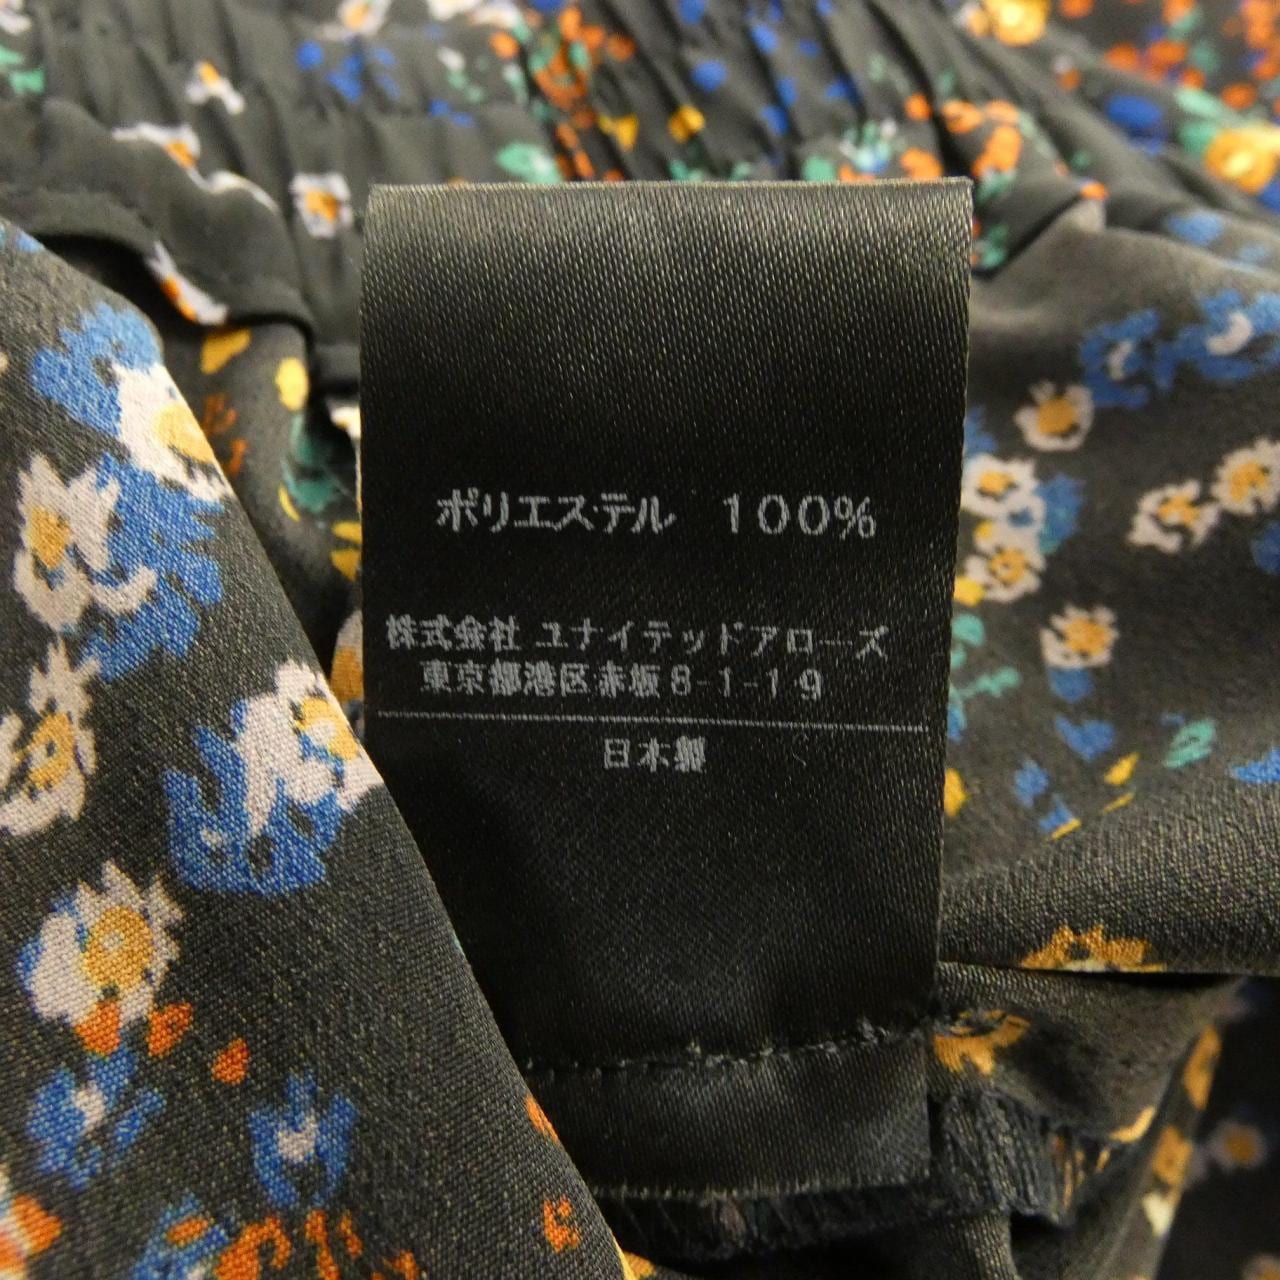 ポリエステル 100%
株式会社 ユナイテッドアローズ
東京都港区赤坂8-1-19
日本製